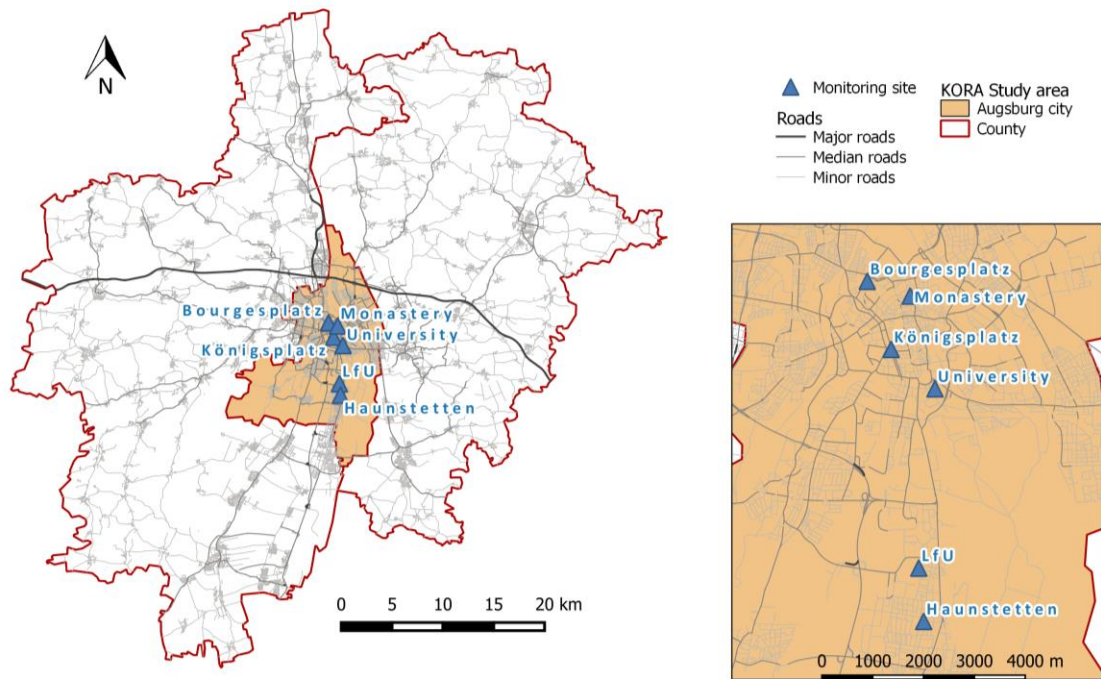 N
Bourgesplatz
Monastery
University
Königsplatz
LfU
Haunstetten
0 5 10 15 20 km
Monitoring site
Roads
Major roads
Median roads
Minor roads
KORA Study area
Augsburg city
County
Bourgesplatz
Monastery
Königsplatz
University
LfU
Haunstetten
0 1000 2000 3000 4000 m